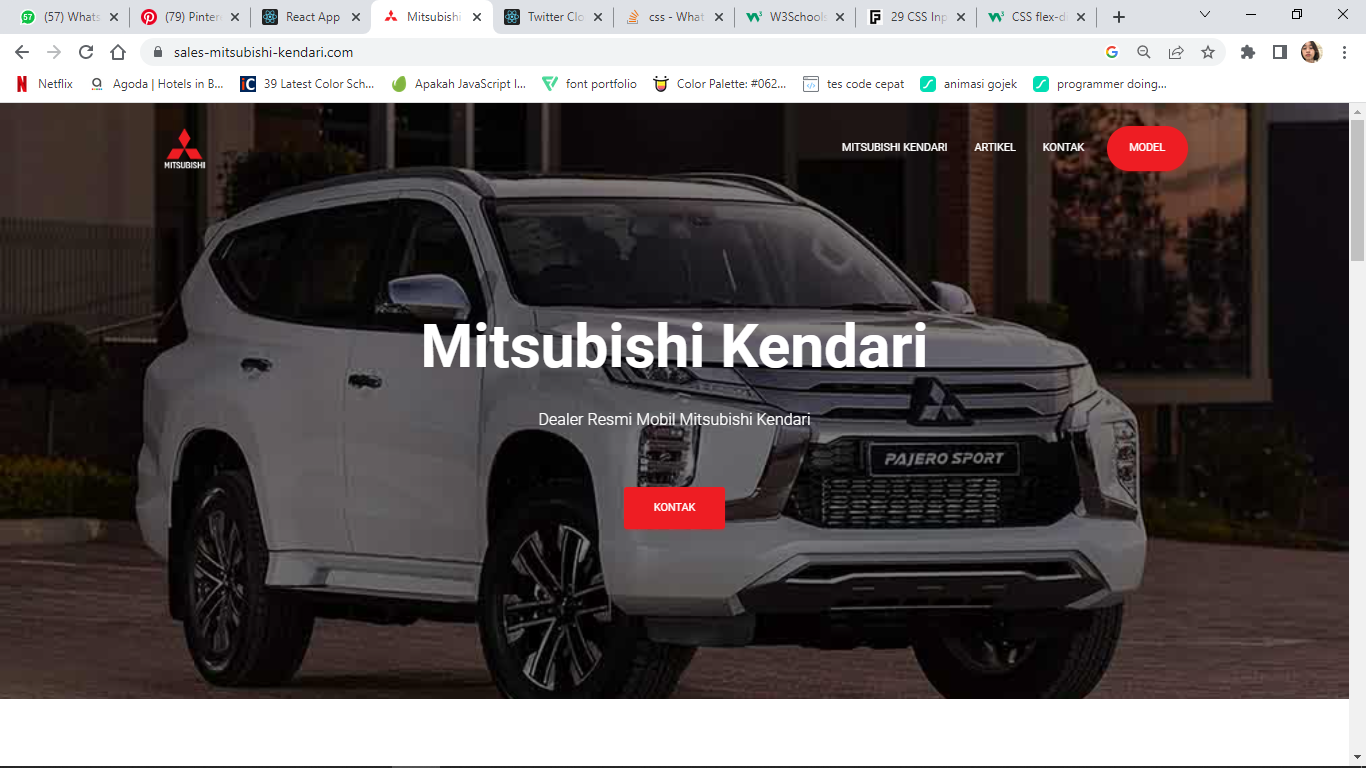 (57) Whats
(79) Pinter
React App
Mitsubishi
Twitter Clo
css - What
W3Schools
29 CSS Inp
CSS flex-di
sales-mitsubishi-kendari.com
Netflix
Agoda | Hotels in B...
39 Latest Color Sch...
Apakah JavaScript I...
font portfolio
Color Palette: #062...
tes code cepat
animasi gojek
programmer doing...
MITSUBISHI
MITSUBISHI KENDARI
ARTIKEL
KONTAK
MODEL
Mitsubishi Kendari
Dealer Resmi Mobil Mitsubishi Kendari
PAJERO SPORT
KONTAK